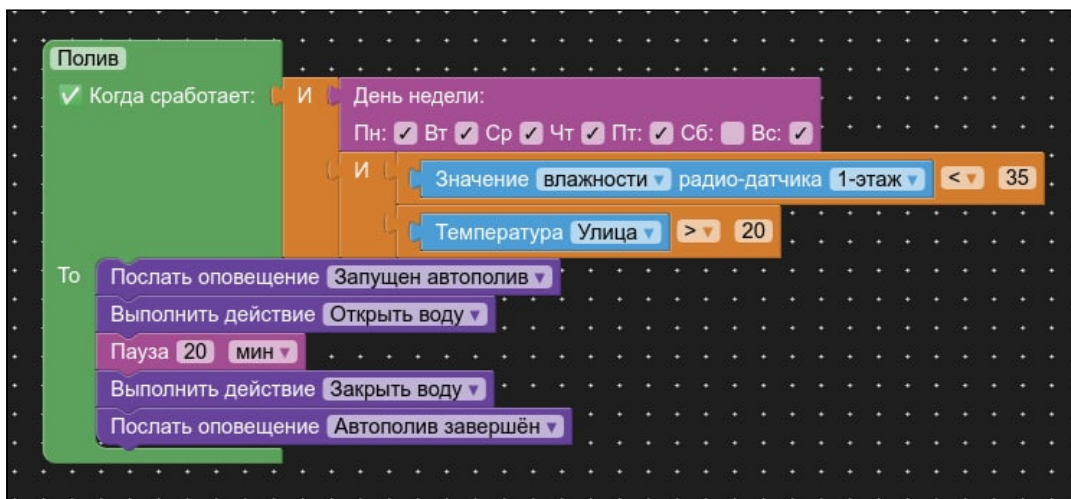 Полив
Когда сработает: И День недели:
Пн: Вт Ср Чт Пт: Сб: Вс:
И Значение влажности радио-датчика 1-этаж < 35
Температура Улица > 20
То Послать оповещение Запущен автополив
Выполнить действие Открыть воду
Пауза 20 мин
Выполнить действие Закрыть воду
Послать оповещение Автополив завершён